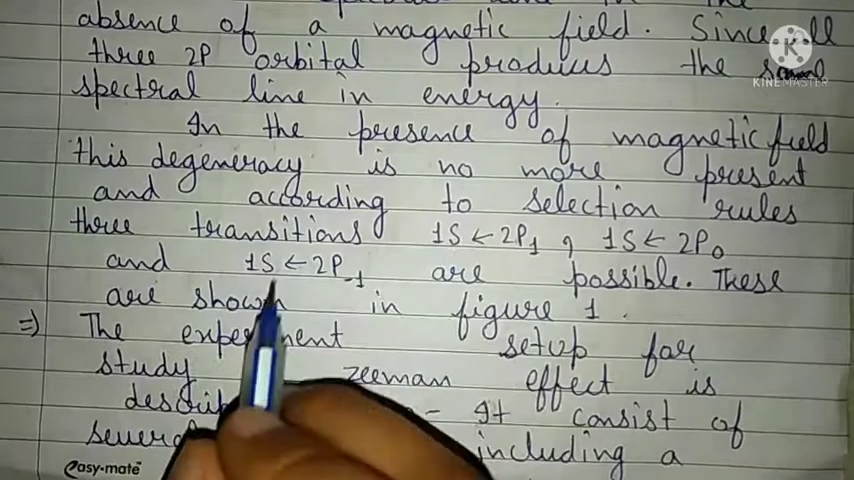 absence of a magnetic field. Since all
three 2P orbital produces the same
spectral line in energy.
In the presence of magnetic field
this degeneracy is no more present
and according to selection rules
three transitions 1S ← 2P₁ , 1S ← 2P₀
and 1S ← 2P₋₁ are possible. These
are shown in figure 1.
⇒ The experiment setup for
study zeeman effect is
It consist of
including a
KINEMASTER
easy-mate